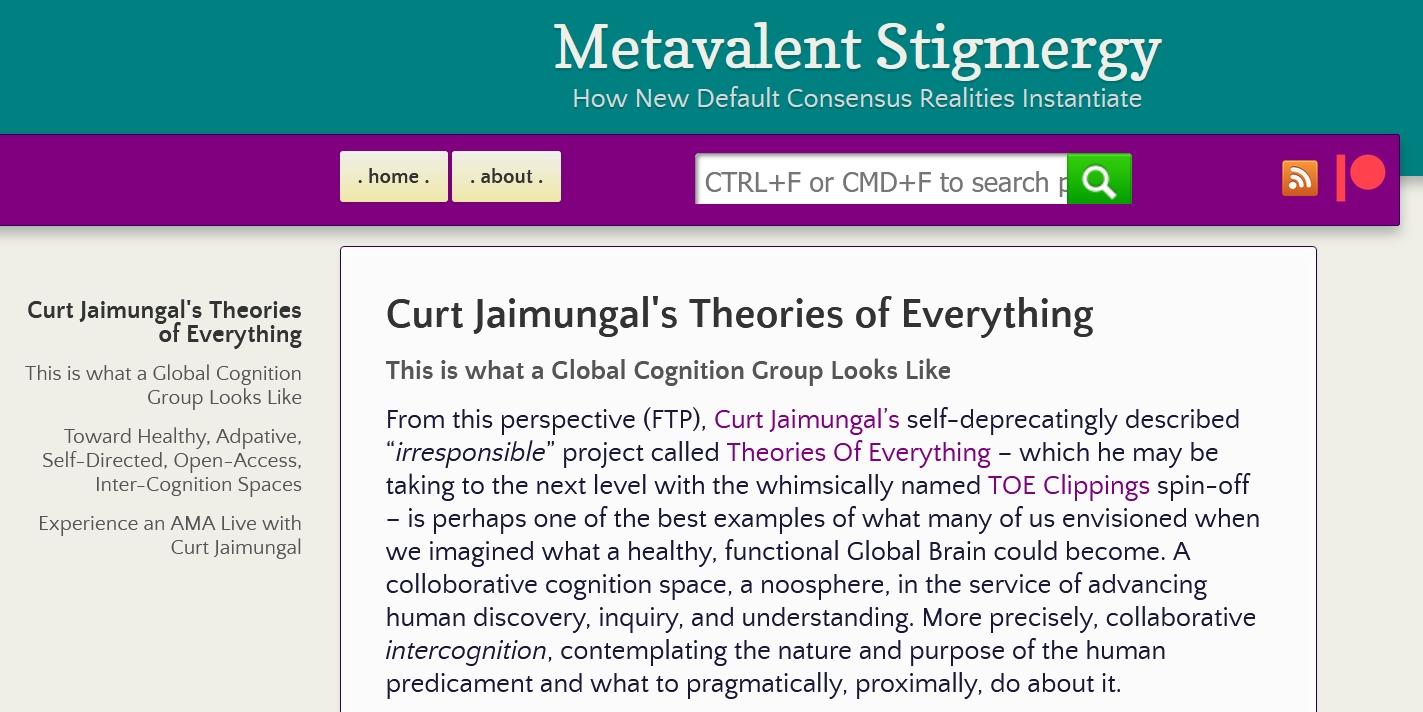 Metavalent Stigmergy
How New Default Consensus Realities Instantiate
. home .
. about .
CTRL+F or CMD+F to search p
Curt Jaimungal's Theories
of Everything
This is what a Global Cognition
Group Looks Like
Toward Healthy, Adpative,
Self-Directed, Open-Access,
Inter-Cognition Spaces
Experience an AMA Live with
Curt Jaimungal
Curt Jaimungal's Theories of Everything
This is what a Global Cognition Group Looks Like
From this perspective (FTP), Curt Jaimungal’s self-deprecatingly described
“irresponsible” project called Theories Of Everything – which he may be
taking to the next level with the whimsically named TOE Clippings spin-off
– is perhaps one of the best examples of what many of us envisioned when
we imagined what a healthy, functional Global Brain could become. A
colloborative cognition space, a noosphere, in the service of advancing
human discovery, inquiry, and understanding. More precisely, collaborative
intercognition, contemplating the nature and purpose of the human
predicament and what to pragmatically, proximally, do about it.